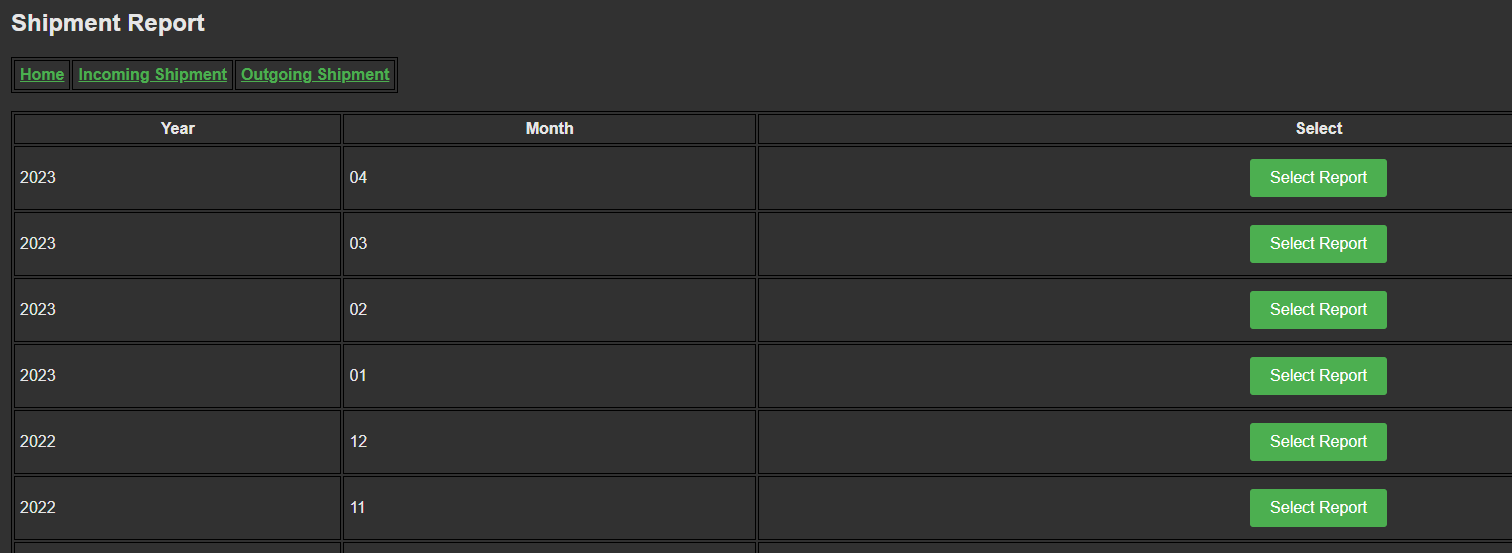 Shipment Report
Home Incoming Shipment Outgoing Shipment
Year Month Select
2023 04 Select Report
2023 03 Select Report
2023 02 Select Report
2023 01 Select Report
2022 12 Select Report
2022 11 Select Report